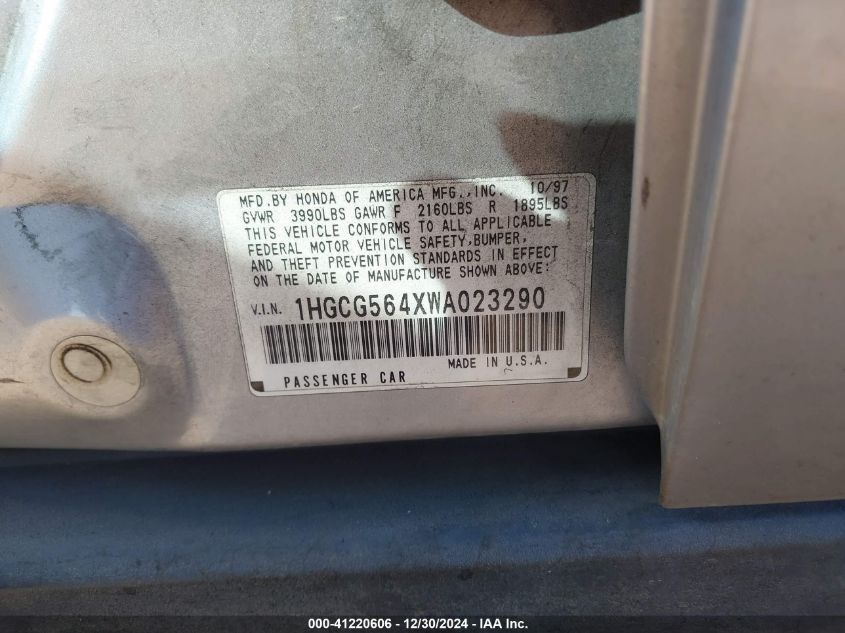 MFD.BY HONDA OF AMERICA MFG.,INC. 10/97
GVWR 3990LBS GAWR F 2160LBS R 1895LBS
THIS VEHICLE CONFORMS TO ALL APPLICABLE
FEDERAL MOTOR VEHICLE SAFETY,BUMPER,
AND THEFT PREVENTION STANDARDS IN EFFECT
ON THE DATE OF MANUFACTURE SHOWN ABOVE:
V.I.N. 1HGCG564XWA023290
MADE IN U.S.A.
PASSENGER CAR
000-41220606 - 12/30/2024 - IAA Inc.